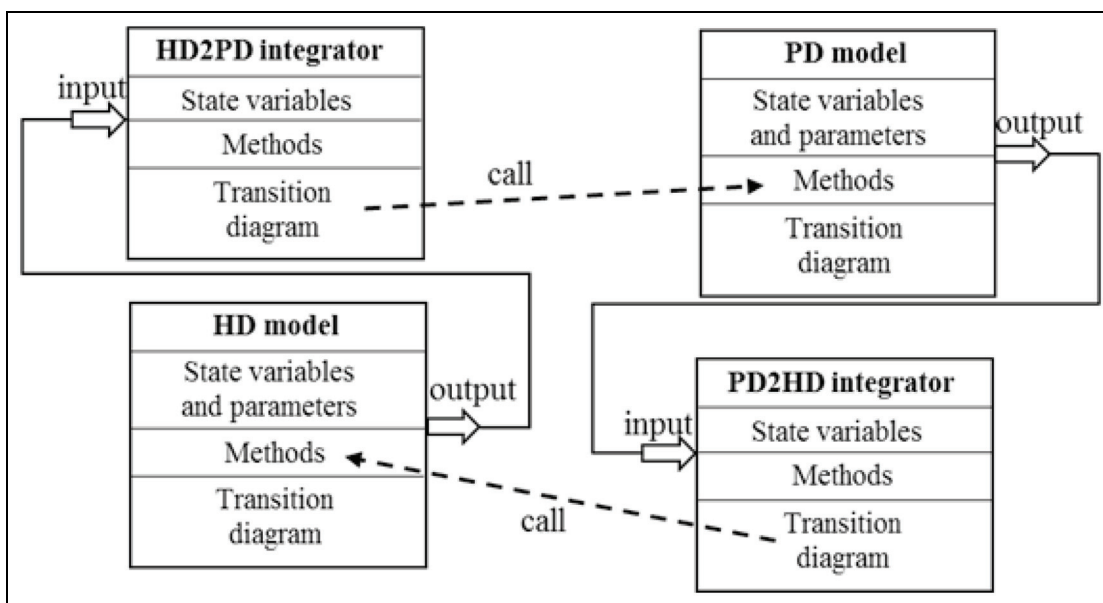 HD2PD integrator
input
State variables
Methods
Transition
diagram
call
PD model
State variables
and parameters
output
Methods
Transition
diagram
HD model
State variables
and parameters
output
Methods
Transition
diagram
call
PD2HD integrator
input
State variables
Methods
Transition
diagram